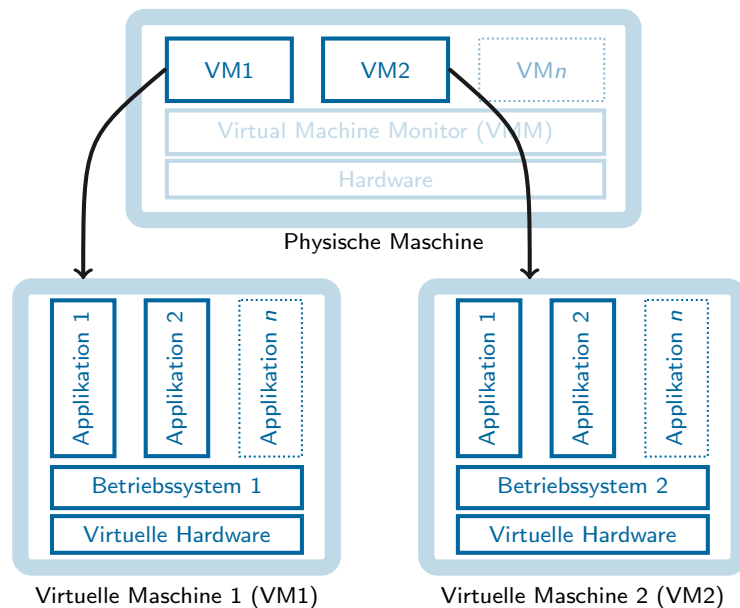 VM1
VM2
VMn
Virtual Machine Monitor (VMM)
Hardware
Physische Maschine
Applikation 1
Applikation 2
Applikation n
Betriebssystem 1
Virtuelle Hardware
Virtuelle Maschine 1 (VM1)
Applikation 1
Applikation 2
Applikation n
Betriebssystem 2
Virtuelle Hardware
Virtuelle Maschine 2 (VM2)